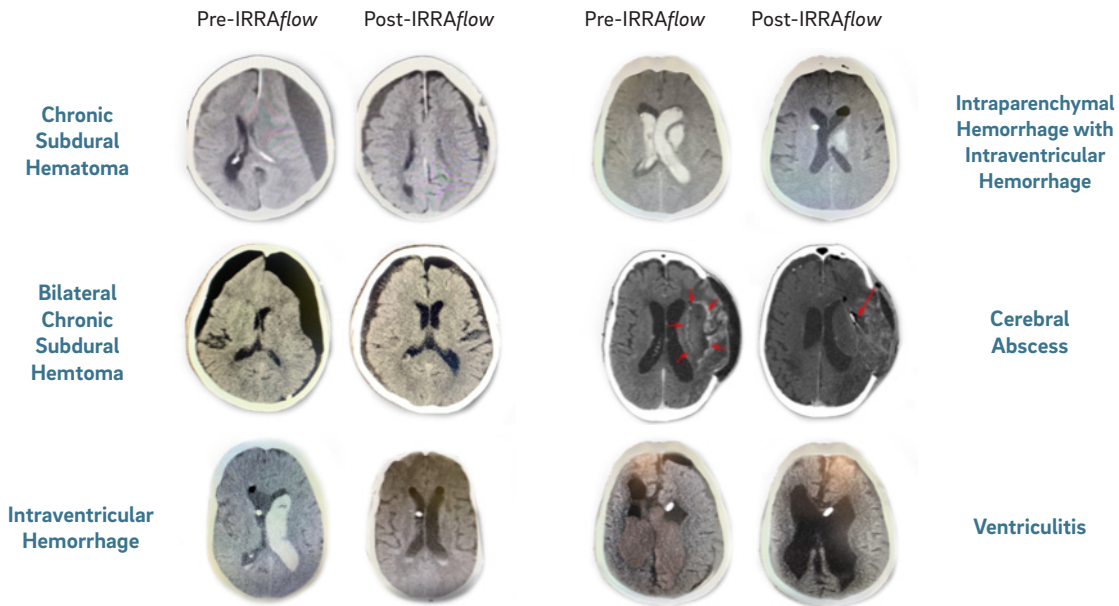 Pre-IRRAflow
Post-IRRAflow
Pre-IRRAflow
Post-IRRAflow
Chronic
Subdural
Hematoma
Intraparenchymal
Hemorrhage with
Intraventricular
Hemorrhage
Bilateral
Chronic
Subdural
Hemtoma
Cerebral
Abscess
Intraventricular
Hemorrhage
Ventriculitis